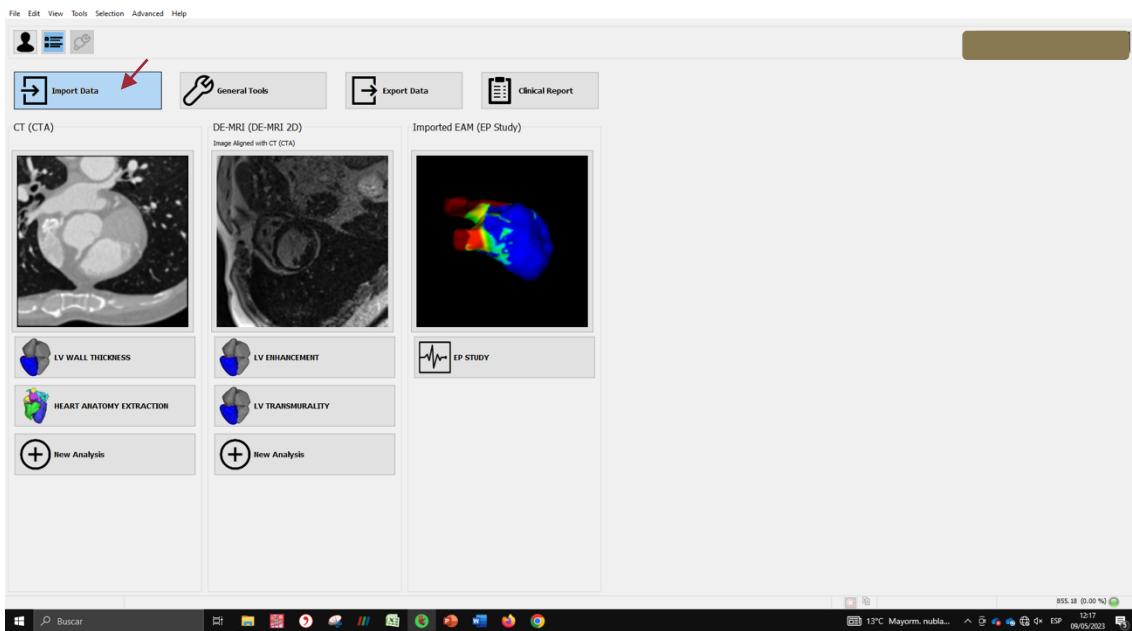 File Edit View Tools Selection Advanced Help
Import Data
General Tools
Export Data
Clinical Report
CT (CTA)
DE-MRI (DE-MRI 2D)
Imported EAM (EP Study)
Image Aligned with CT (CTA)
LV WALL THICKNESS
LV ENHANCEMENT
EP STUDY
HEART ANATOMY EXTRACTION
LV TRANSMURALITY
New Analysis
New Analysis
855.18 (0.00 %)
Buscar
13°C Mayorm. nubla...
ESP
12:17
09/05/2023